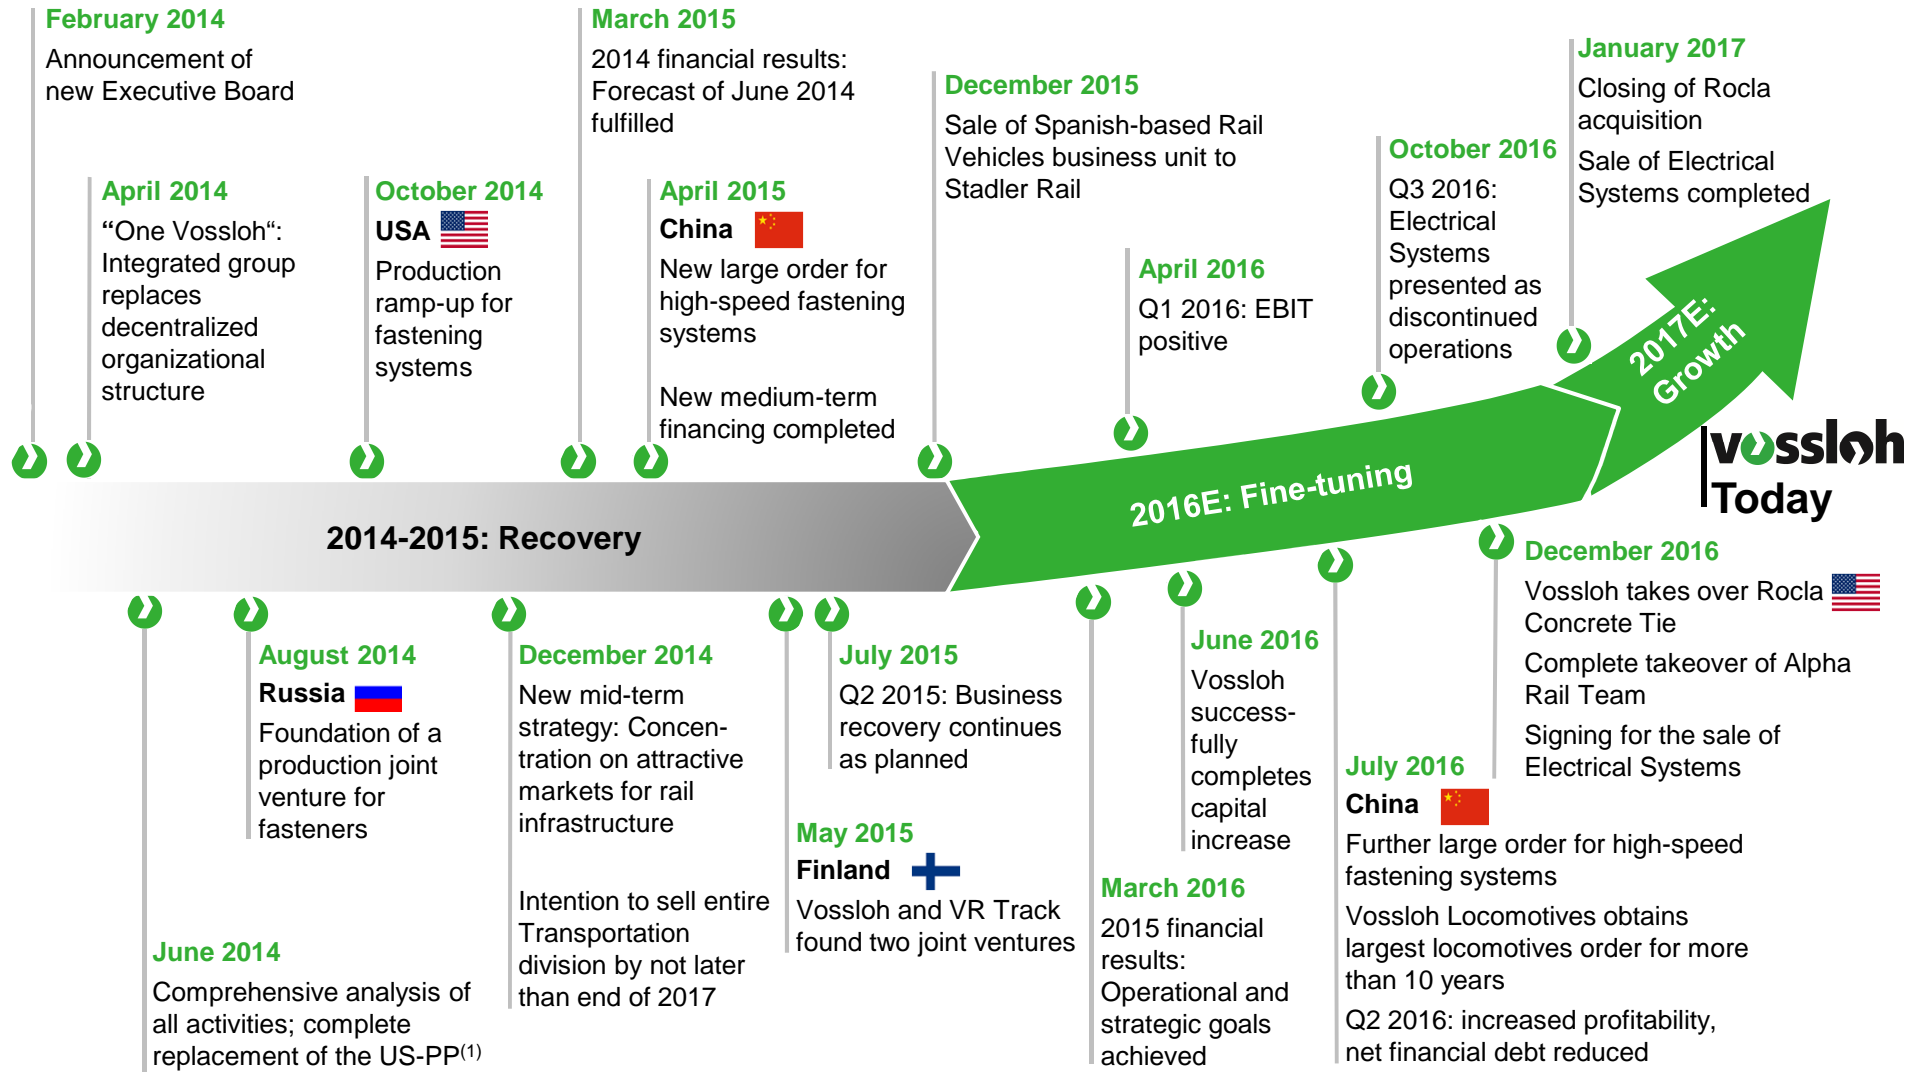 February 2014
Announcement of
new Executive Board
April 2014
“One Vossloh“:
Integrated group
replaces
decentralized
organizational
structure
October 2014
USA
Production
ramp-up for
fastening
systems
March 2015
2014 financial results:
Forecast of June 2014
fulfilled
April 2015
China
New large order for
high-speed fastening
systems
New medium-term
financing completed
December 2015
Sale of Spanish-based Rail
Vehicles business unit to
Stadler Rail
April 2016
Q1 2016: EBIT
positive
October 2016
Q3 2016:
Electrical
Systems
presented as
discontinued
operations
January 2017
Closing of Rocla
acquisition
Sale of Electrical
Systems completed
2014-2015: Recovery
2016E: Fine-tuning
2017E:
Growth
vossloh
Today
June 2014
Comprehensive analysis of
all activities; complete
replacement of the US-PP(1)
August 2014
Russia
Foundation of a
production joint
venture for
fasteners
December 2014
New mid-term
strategy: Concen-
tration on attractive
markets for rail
infrastructure
Intention to sell entire
Transportation
division by not later
than end of 2017
May 2015
Finland
Vossloh and VR Track
found two joint ventures
July 2015
Q2 2015: Business
recovery continues
as planned
March 2016
2015 financial
results:
Operational and
strategic goals
achieved
June 2016
Vossloh
success-
fully
completes
capital
increase
July 2016
China
Further large order for high-speed
fastening systems
Vossloh Locomotives obtains
largest locomotives order for more
than 10 years
Q2 2016: increased profitability,
net financial debt reduced
December 2016
Vossloh takes over Rocla
Concrete Tie
Complete takeover of Alpha
Rail Team
Signing for the sale of
Electrical Systems